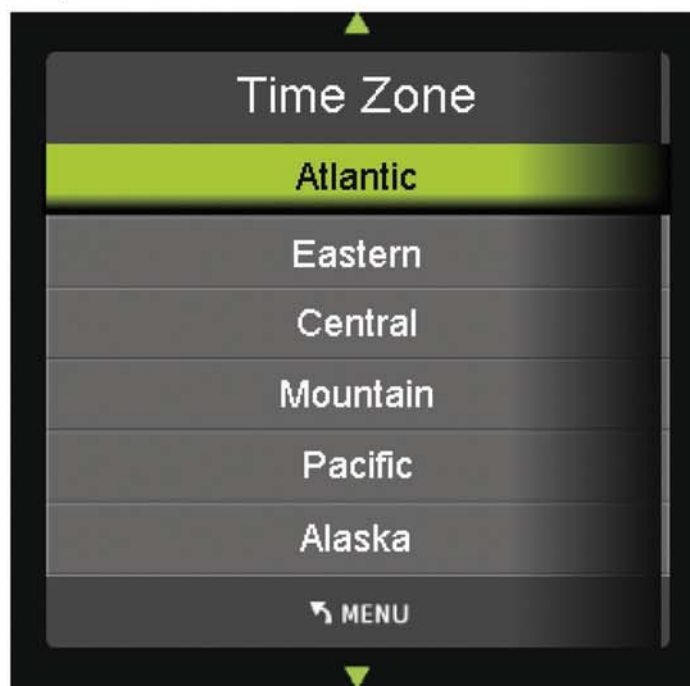 Time Zone
Atlantic
Eastern
Central
Mountain
Pacific
Alaska
MENU